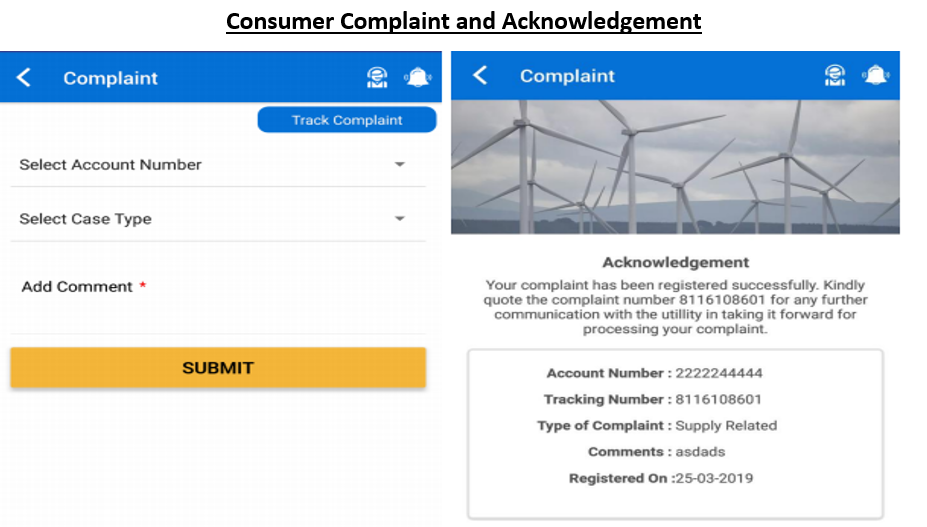 Consumer Complaint and Acknowledgement
Complaint
Track Complaint
Select Account Number
Select Case Type
Add Comment *
SUBMIT
Complaint
Acknowledgement
Your complaint has been registered successfully. Kindly
quote the complaint number 8116108601 for any further
communication with the utillity in taking it forward for
processing your complaint.
Account Number : 2222244444
Tracking Number : 8116108601
Type of Complaint : Supply Related
Comments : asdads
Registered On :25-03-2019